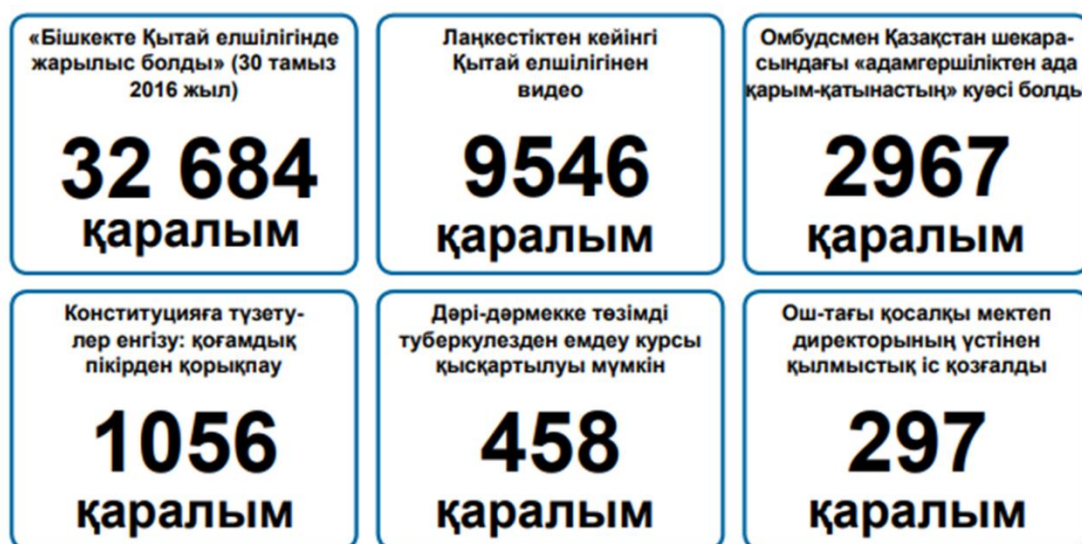 «Бішкекте Қытай елшілігінде
жарылыс болды» (30 тамыз
2016 жыл)
32 684
қаралым
Лаңкестіктен кейінгі
Қытай елшілігінен
видео
9546
қаралым
Омбудсмен Қазақстан шекара-
сындағы «адамгершіліктен ада
қарым-қатынастың» куәсі болды
2967
қаралым
Конституцияға түзету-
лер енгізу: қоғамдық
пікірден қорықпау
1056
қаралым
Дәрі-дәрмекке төзімді
туберкулезден емдеу курсы
қысқартылуы мүмкін
458
қаралым
Ош-тағы қосалқы мектеп
директорының үстінен
қылмыстық іс қозғалды
297
қаралым